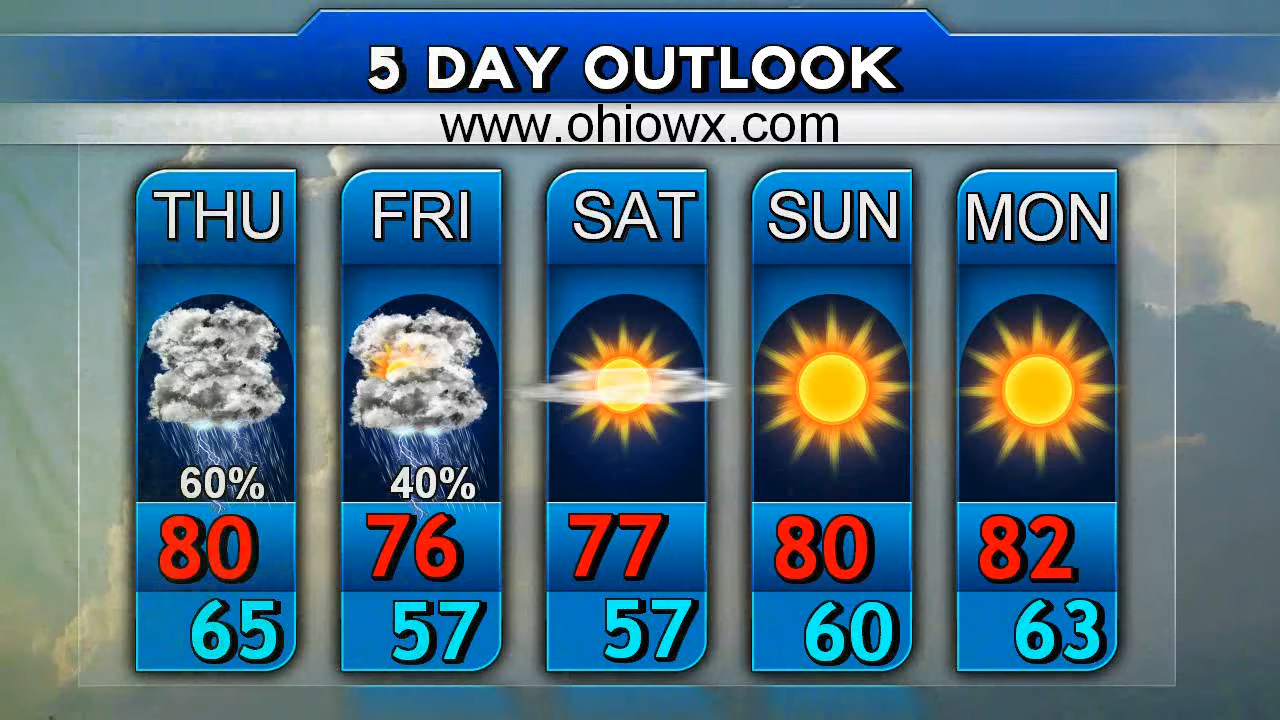 5 DAY OUTLOOK
www.ohiowx.com
THU FRI SAT SUN MON
60% 40%
80 76 77 80 82
65 57 57 60 63